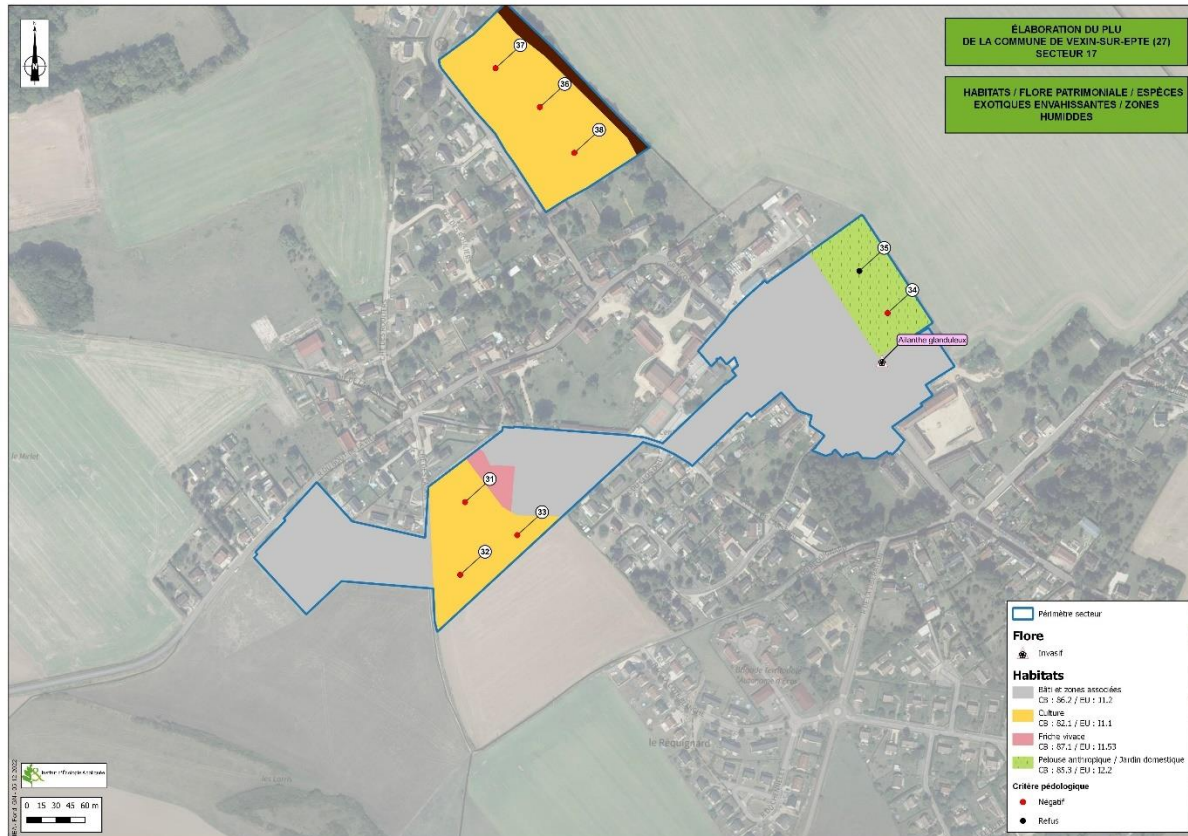 N
ÉLABORATION DU PLU
DE LA COMMUNE DE VEXIN-SUR-EPTE (27)
SECTEUR 17
HABITATS / FLORE PATRIMONIALE / ESPÈCES
EXOTIQUES ENVAHISSANTES / ZONES
HUMIDDES
37
36
38
35
34
Ailanthe glanduleux
31
33
32
le Réquignard
Périmètre secteur
Flore
Invasif
Habitats
Bâti et zones associées
CB : 86.2 / EU : J1.2
Culture
CB : 82.1 / EU : I1.1
Friche vivace
CB : 87.1 / EU : I1.53
Pelouse anthropique / Jardin domestique
CB : 85.3 / EU : I2.2
Critère pédologique
Négatif
Refus
Institut d'Écologie Appliquée
0 15 30 45 60 m